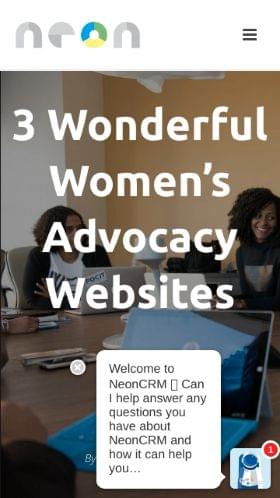 neon
3 Wonderful
Women's
Advocacy
Websites
Welcome to
NeonCRM ▯ Can
I help answer any
questions you
have about
NeonCRM and
how it can help
you...
By
1